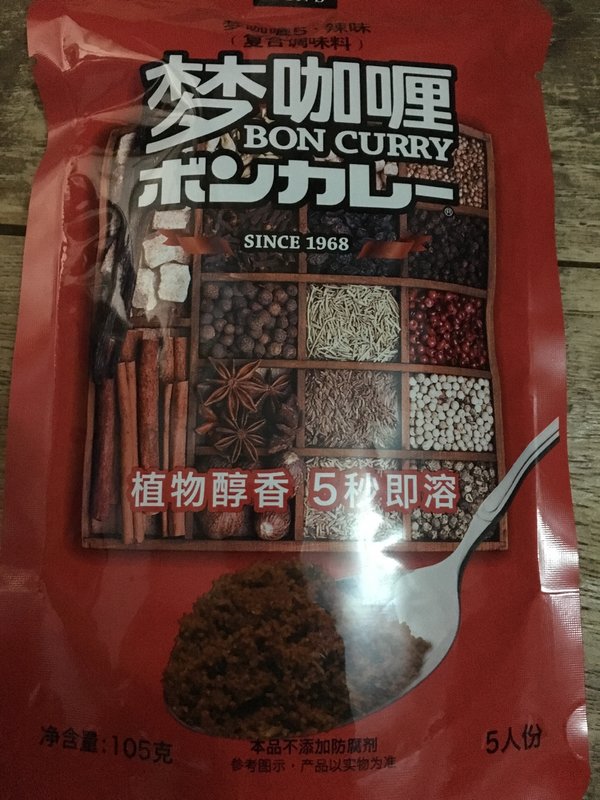 梦咖喱5·辣味
（复合调味料）
梦咖喱
BON CURRY
ボンカレー®
SINCE 1968
植物醇香 5秒即溶
净含量:105克
本品不添加防腐剂
5人份
参考图示·产品以实物为准